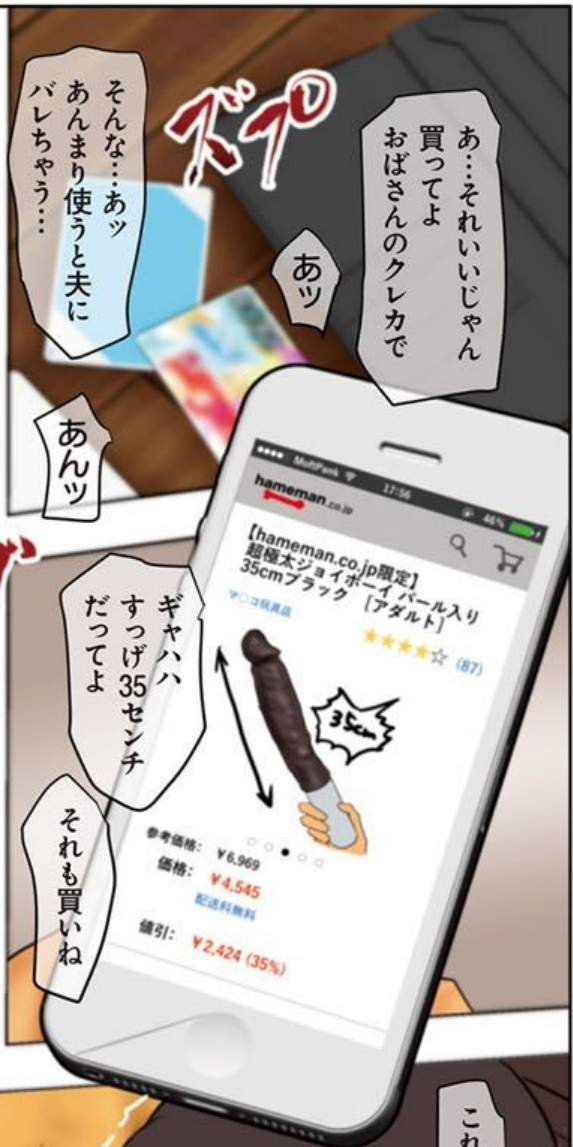 あ…それいいじゃん
買ってよ
おばさんのクレカで
ズプ
あッ
そんな…あッ
あんまり使うと夫に
バレちゃう…
あんッ
MoftPank 17:56 46%
hameman.co.jp
【hameman.co.jp限定】
超極太ジョイボーイ パール入り
35cmブラック [アダルト]
マ○コ玩具店
★★★★☆ (87)
35cm
参考価格: ￥6,969
価格: ￥4,545
配送料無料
値引: ￥2,424 (35%)
ギャハハ
すっげ35センチ
だってよ
それも買いね
これ